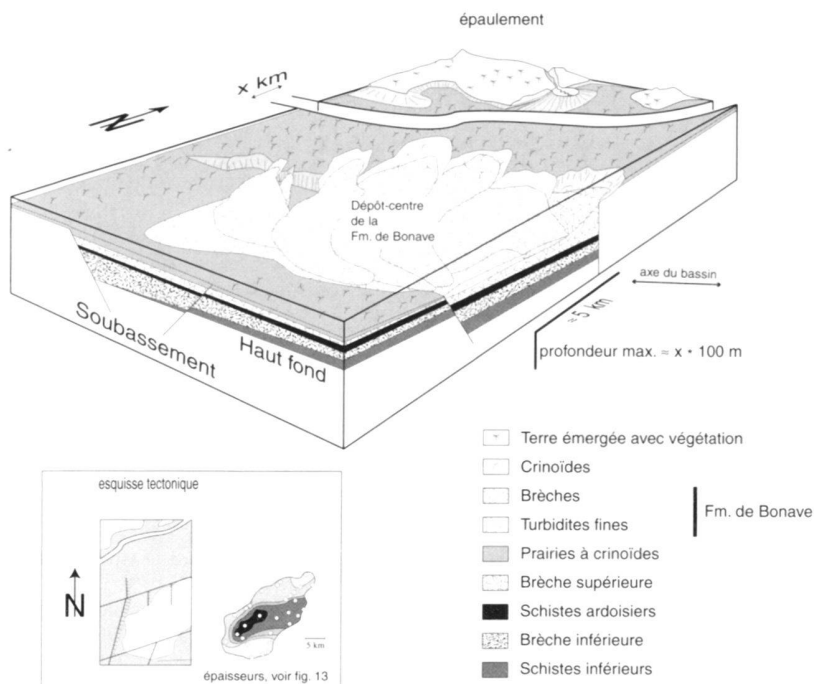 épaulement
x km
N
Dépôt-centre
de la
Fm. de Bonave
axe du bassin
≈ 5 km
profondeur max. = x * 100 m
Soubassement
Haut fond
Terre émergée avec végétation
Crinoïdes
Brèches
Turbidites fines
Fm. de Bonave
Prairies à crinoïdes
Brèche supérieure
Schistes ardoisiers
Brèche inférieure
Schistes inférieurs
esquisse tectonique
N
5 km
épaisseurs, voir fig. 13